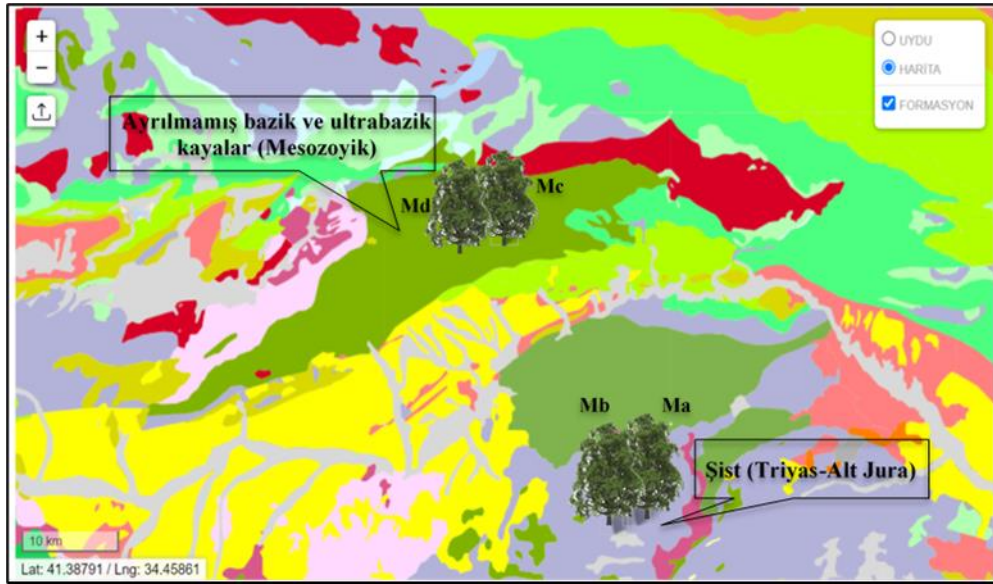 +
−
UYDU
HARİTA
FORMASYON
Ayrılmamış bazik ve ultrabazik
kayalar (Mesozoyik)
Md
Mc
Mb
Ma
Şist (Triyas-Alt Jura)
10 km
Lat: 41.38791 / Lng: 34.45861